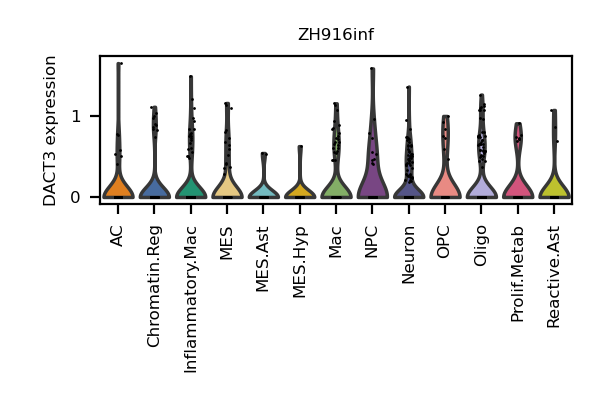 ZH916inf
DACT3 expression
1
0
AC
Chromatin.Reg
Inflammatory.Mac
MES
MES.Ast
MES.Hyp
Mac
NPC
Neuron
OPC
Oligo
Prolif.Metab
Reactive.Ast